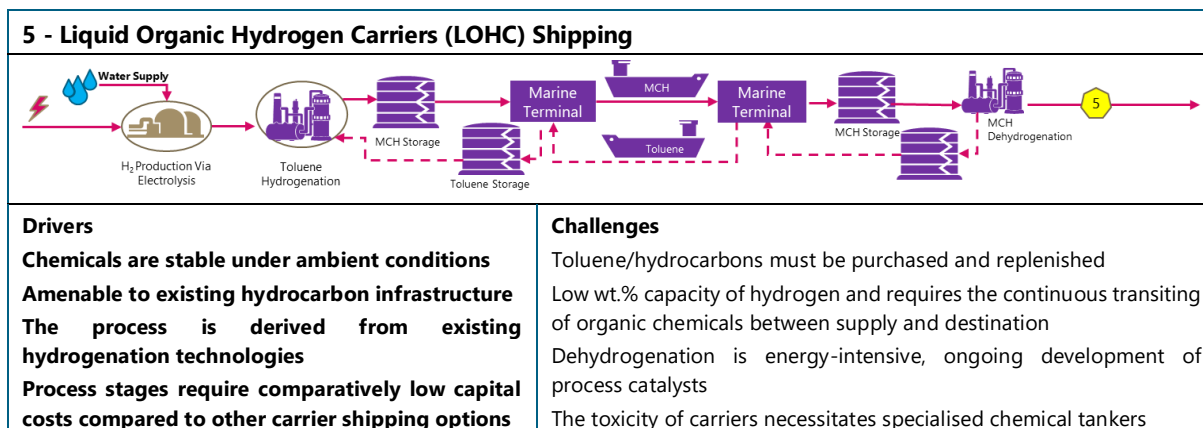 5 - Liquid Organic Hydrogen Carriers (LOHC) Shipping
Water Supply
H₂ Production Via
Electrolysis
Toluene
Hydrogenation
MCH Storage
Toluene Storage
Marine
Terminal
MCH
Toluene
Marine
Terminal
MCH Storage
MCH
Dehydrogenation
5
Drivers
Chemicals are stable under ambient conditions
Amenable to existing hydrocarbon infrastructure
The process is derived from existing
hydrogenation technologies
Process stages require comparatively low capital
costs compared to other carrier shipping options
Challenges
Toluene/hydrocarbons must be purchased and replenished
Low wt.% capacity of hydrogen and requires the continuous transiting
of organic chemicals between supply and destination
Dehydrogenation is energy-intensive, ongoing development of
process catalysts
The toxicity of carriers necessitates specialised chemical tankers